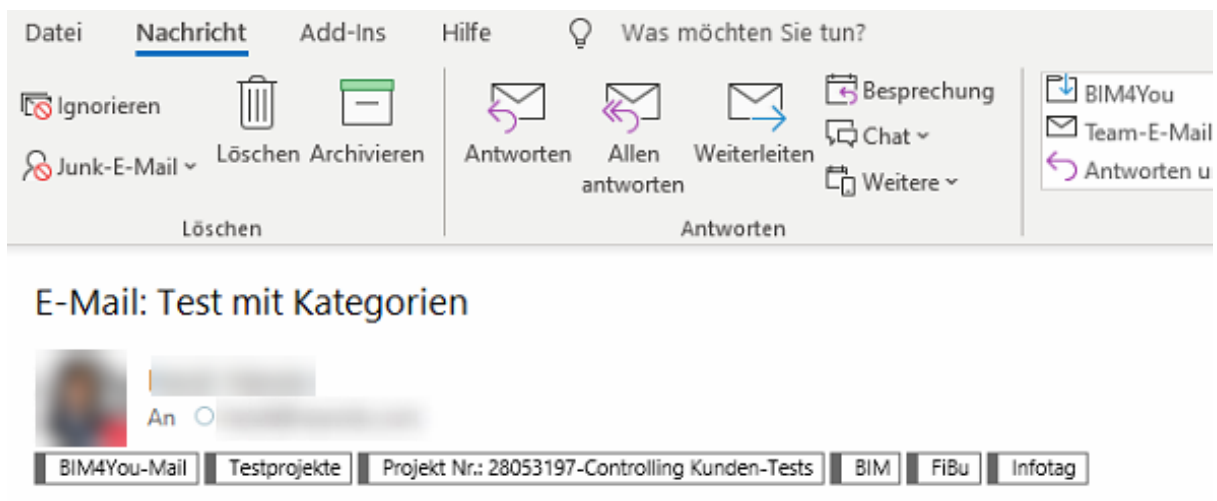 Datei Nachricht Add-Ins Hilfe Was möchten Sie tun?
Ignorieren
Junk-E-Mail
Löschen
Archivieren
Löschen
Antworten
Allen
antworten
Weiterleiten
Besprechung
Chat
Weitere
Antworten
BIM4You
Team-E-Mail
Antworten u
E-Mail: Test mit Kategorien
An
BIM4You-Mail Testprojekte Projekt Nr.: 28053197-Controlling Kunden-Tests BIM FiBu Infotag